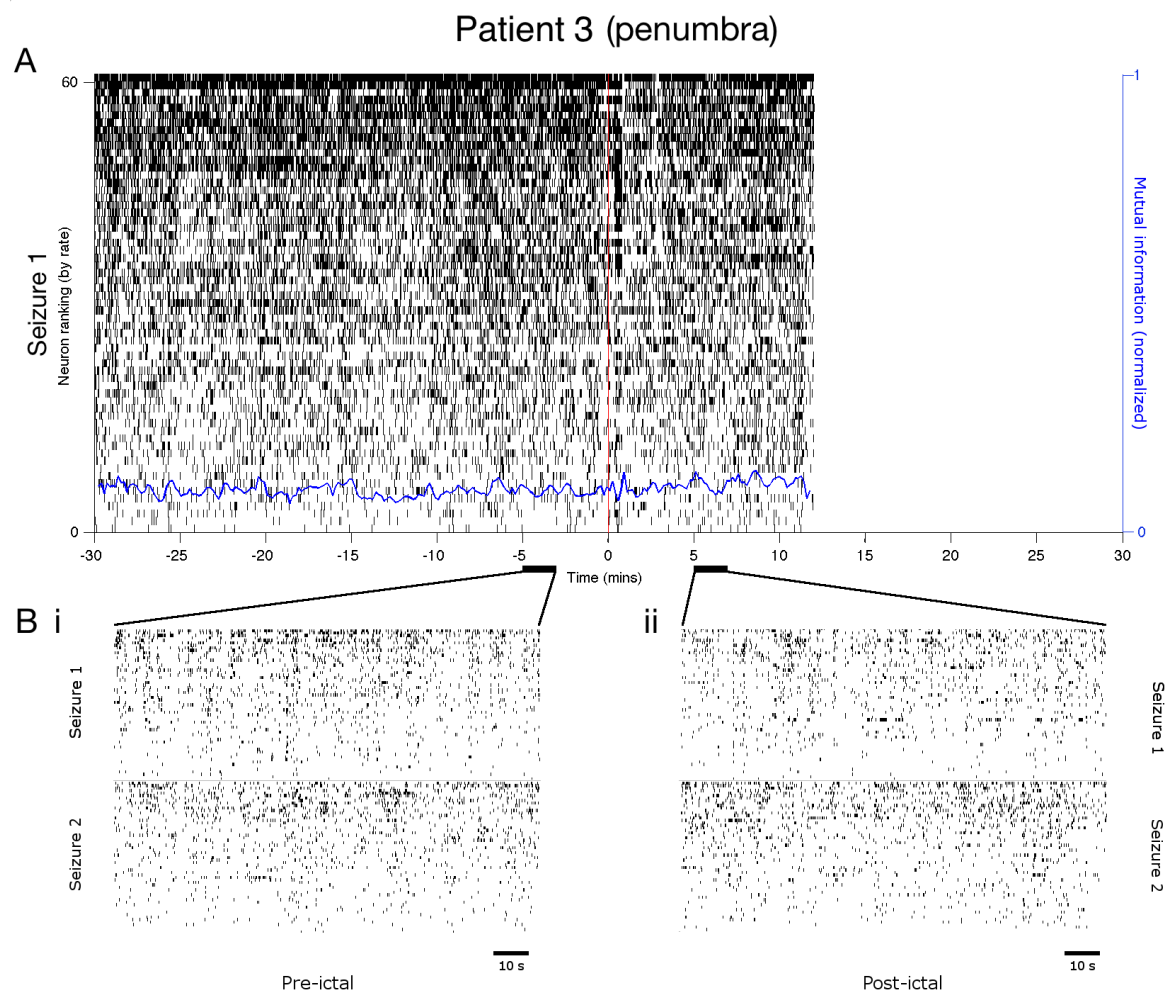 Patient 3 (penumbra)
A
Seizure 1
Neuron ranking (by rate)
60
0
1
0
Mutual information (normalized)
-30 -25 -20 -15 -10 -5 0 5 10 15 20 25 30
Time (mins)
B i
ii
Seizure 1
Seizure 2
Seizure 1
Seizure 2
10 s
10 s
Pre-ictal
Post-ictal